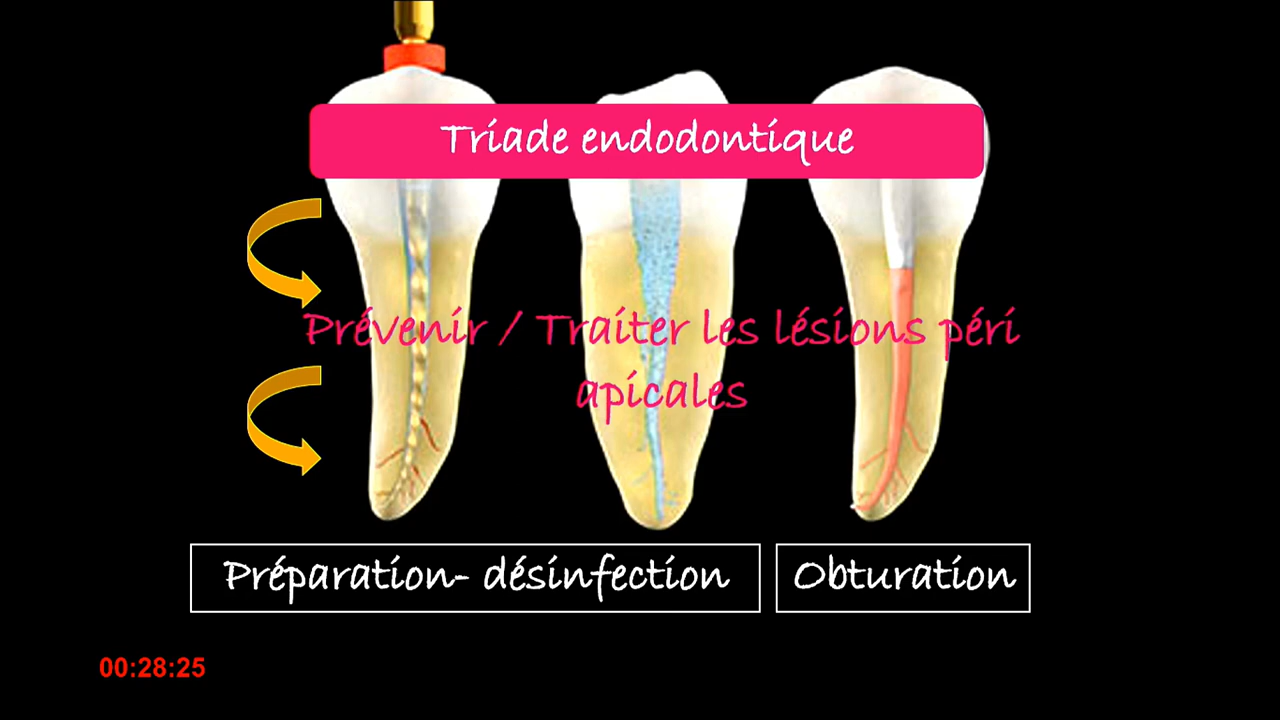 Triade endodontique
Prévenir / Traiter les lésions péri
apicales
Préparation- désinfection
Obturation
00:28:25